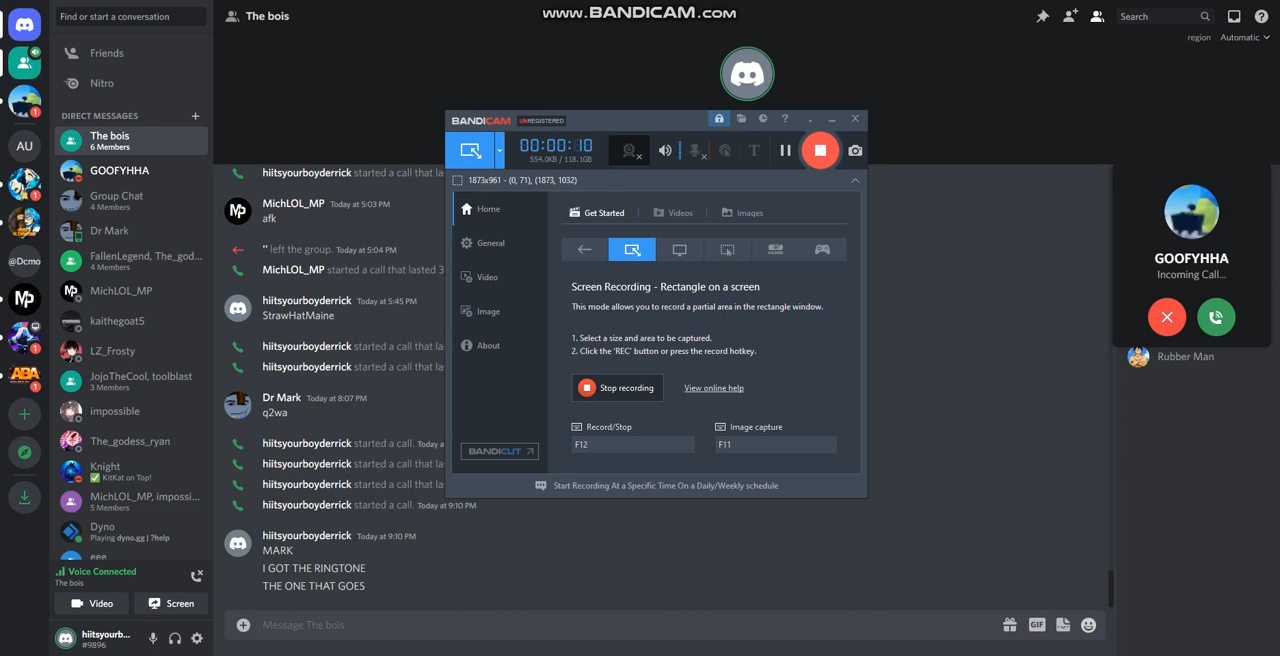 Find or start a conversation
The bois
www.BANDICAM.com
Search
region Automatic
Friends
Nitro
DIRECT MESSAGES
The bois
6 Members
GOOFYHHA
Group Chat
4 Members
Dr Mark
FallenLegend, The_god...
4 Members
MichLOL_MP
kaithegoat5
LZ_Frosty
JojoTheCool, toolblast
3 Members
impossible
The_godess_ryan
Knight
KitKat on Top!
MichLOL_MP, impossi...
5 Members
Dyno
Playing dyno.gg | ?help
eee
Voice Connected
The bois
Video
Screen
hiitsyourb...
#9896
1
AU
1
@Dcmo
MP
1
ABA
1
hiitsyourboyderrick started a call that la
MichLOL_MP Today at 5:03 PM
afk
'' left the group. Today at 5:04 PM
MichLOL_MP started a call that lasted 3
hiitsyourboyderrick Today at 5:45 PM
StrawHatMaine
hiitsyourboyderrick started a call that la
hiitsyourboyderrick started a call that la
Dr Mark Today at 8:07 PM
q2wa
hiitsyourboyderrick started a call. Today a
hiitsyourboyderrick started a call that la
hiitsyourboyderrick started a call that la
hiitsyourboyderrick started a call. Today at 9:10 PM
hiitsyourboyderrick Today at 9:10 PM
MARK
I GOT THE RINGTONE
THE ONE THAT GOES
Message The bois
GIF
BANDICAM UNREGISTERED
00:00:10
554.0KB / 118.1GB
1873x961 - (0, 71), (1873, 1032)
Home
General
Video
Image
About
BANDICUT
Get Started
Videos
Images
Screen Recording - Rectangle on a screen
This mode allows you to record a partial area in the rectangle window.
1. Select a size and area to be captured.
2. Click the 'REC' button or press the record hotkey.
Stop recording
View online help
Record/Stop
Image capture
F12
F11
Start Recording At a Specific Time On a Daily/Weekly schedule
GOOFYHHA
Incoming Call...
Rubber Man